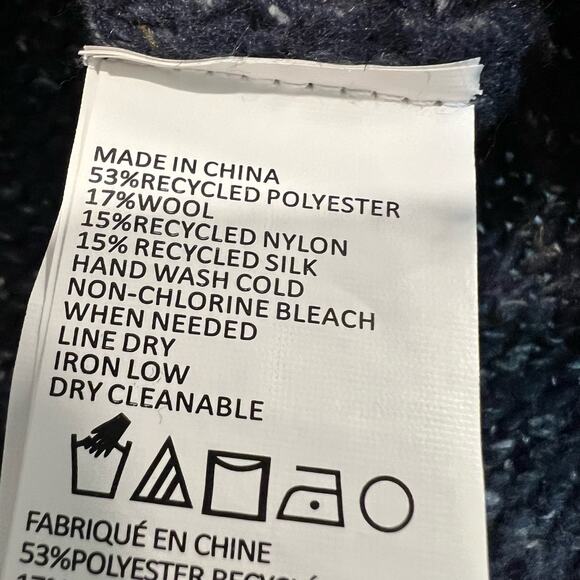 MADE IN CHINA
53%RECYCLED POLYESTER
17%WOOL
15%RECYCLED NYLON
15% RECYCLED SILK
HAND WASH COLD
NON-CHLORINE BLEACH
WHEN NEEDED
LINE DRY
IRON LOW
DRY CLEANABLE
FABRIQUÉ EN CHINE
53%POLYESTER